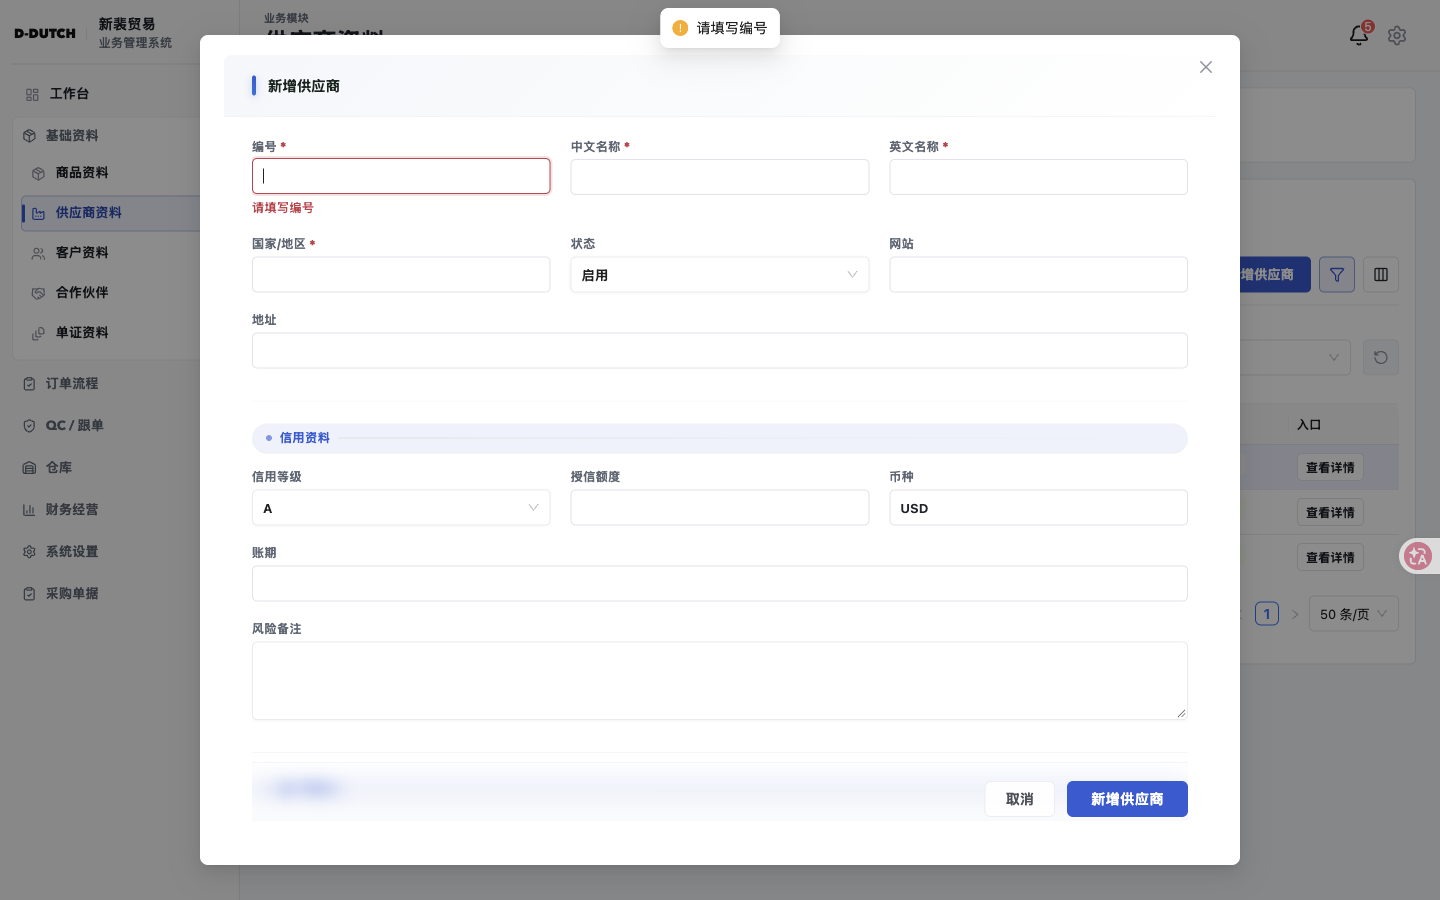 D-DUTCH
新裴贸易
业务管理系统
业务模块
请填写编号
5
工作台
基础资料
商品资料
供应商资料
客户资料
合作伙伴
单证资料
订单流程
QC / 跟单
仓库
财务经营
系统设置
采购单据
新增供应商
编号 *
中文名称 *
英文名称 *
请填写编号
国家/地区 *
状态
网站
启用
地址
信用资料
信用等级
授信额度
币种
A
USD
账期
风险备注
取消
新增供应商
增供应商
入口
查看详情
查看详情
查看详情
1
50 条/页